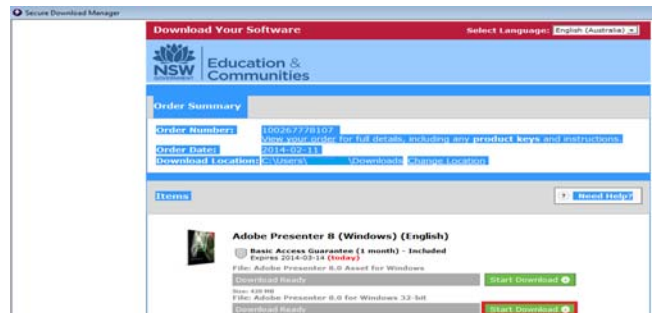 Secure Download Manager
Download Your Software
Select Language: English (Australia)
NSW
GOVERNMENT
Education &
Communities
Order Summary
Order Number: 100267778107
View your order for full details, including any product keys and instructions.
Order Date: 2014-02-11
Download Location: C:\Users\ \Downloads Change Location
Items
? Need Help?
Adobe Presenter 8 (Windows) (English)
Basic Access Guarantee (1 month) - Included
Expires 2014-03-14 (today)
File: Adobe Presenter 8.0 Asset for Windows
Download Ready Start Download
Size: 620 MB
File: Adobe Presenter 8.0 for Windows 32-bit
Download Ready Start Download